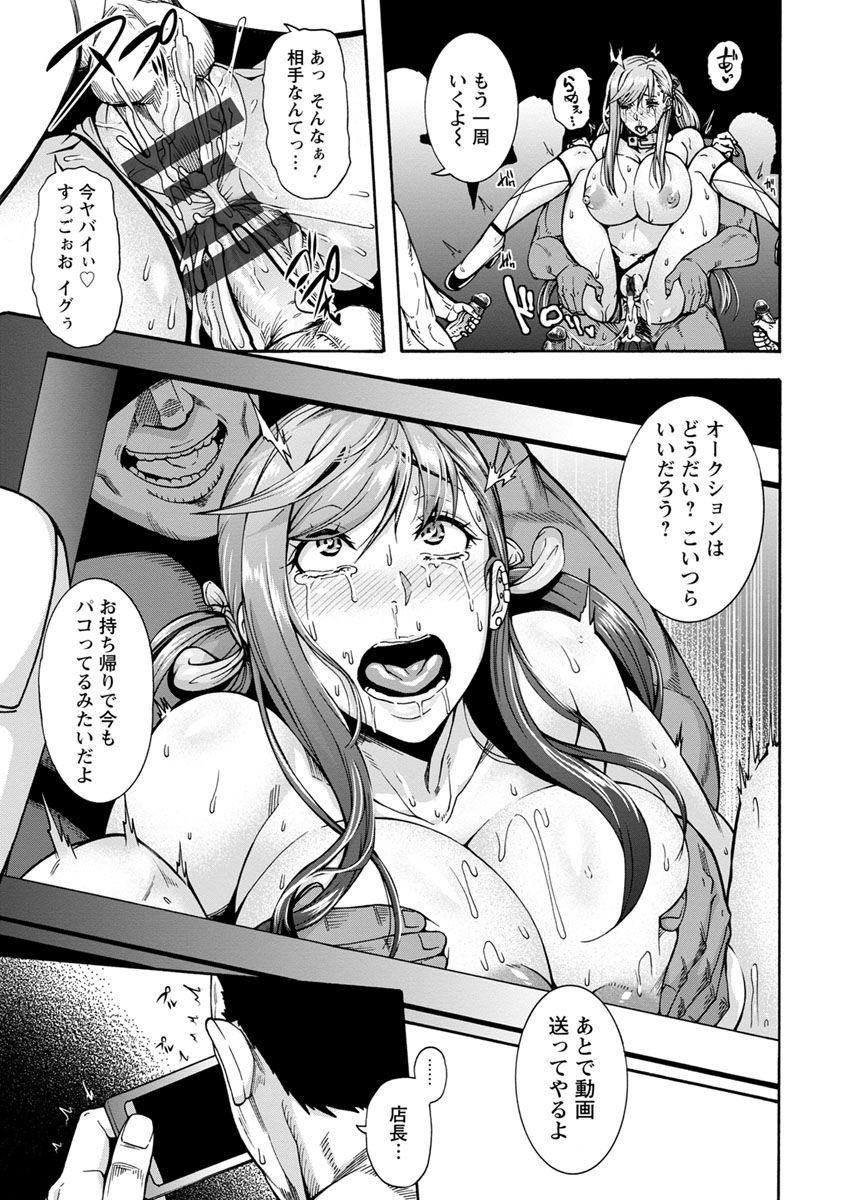 もう一周
いくよ〜
らめぇ…
あ゛♡
あっ そんなぁ!
相手なんてっ…
今ヤバイぃ♡
すっごぉお イグぅ
オークションは
どうだい? こいつら
いいだろう?
お持ち帰りで今も
パコってるみたいだよ
あとで動画
送ってやるよ
……
店長…